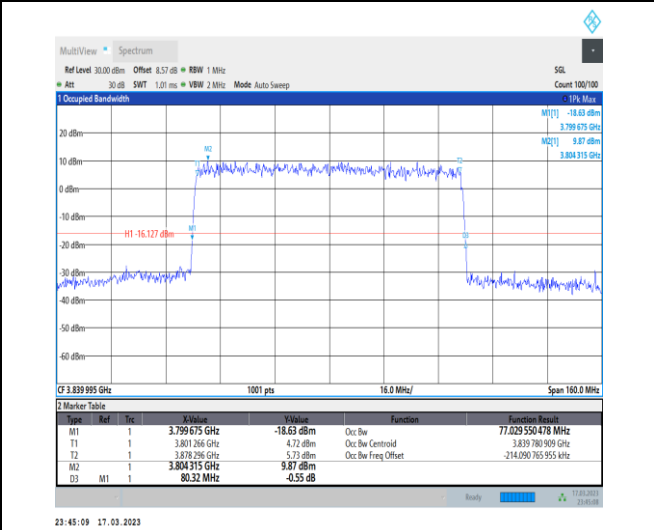 MultiView Spectrum
Ref Level 30.00 dBm Offset 8.57 dB RBW 1 MHz SGL
Att 30 dB SWT 1.01 ms VBW 2 MHz Mode Auto Sweep Count 100/100
1 Occupied Bandwidth 1Pk Max
M1[1] -18.63 dBm
3.799 675 GHz
M2[1] 9.87 dBm
3.804 315 GHz
20 dBm
M2
10 dBm
T1
T2
0 dBm
-10 dBm
M1
H1 -16.127 dBm
D3
-20 dBm
-30 dBm
-40 dBm
-50 dBm
-60 dBm
CF 3.839 995 GHz 1001 pts 16.0 MHz/ Span 160.0 MHz
2 Marker Table
Type Ref Trc X-Value Y-Value Function Function Result
M1 1 3.799 675 GHz -18.63 dBm Occ Bw 77.029 550 478 MHz
T1 1 3.801 266 GHz 4.72 dBm Occ Bw Centroid 3.839 780 909 GHz
T2 1 3.878 296 GHz 5.73 dBm Occ Bw Freq Offset -214.090 765 955 kHz
M2 1 3.804 315 GHz 9.87 dBm
D3 M1 1 80.32 MHz -0.55 dB
Ready 17.03.2023
23:45:08
23:45:09 17.03.2023